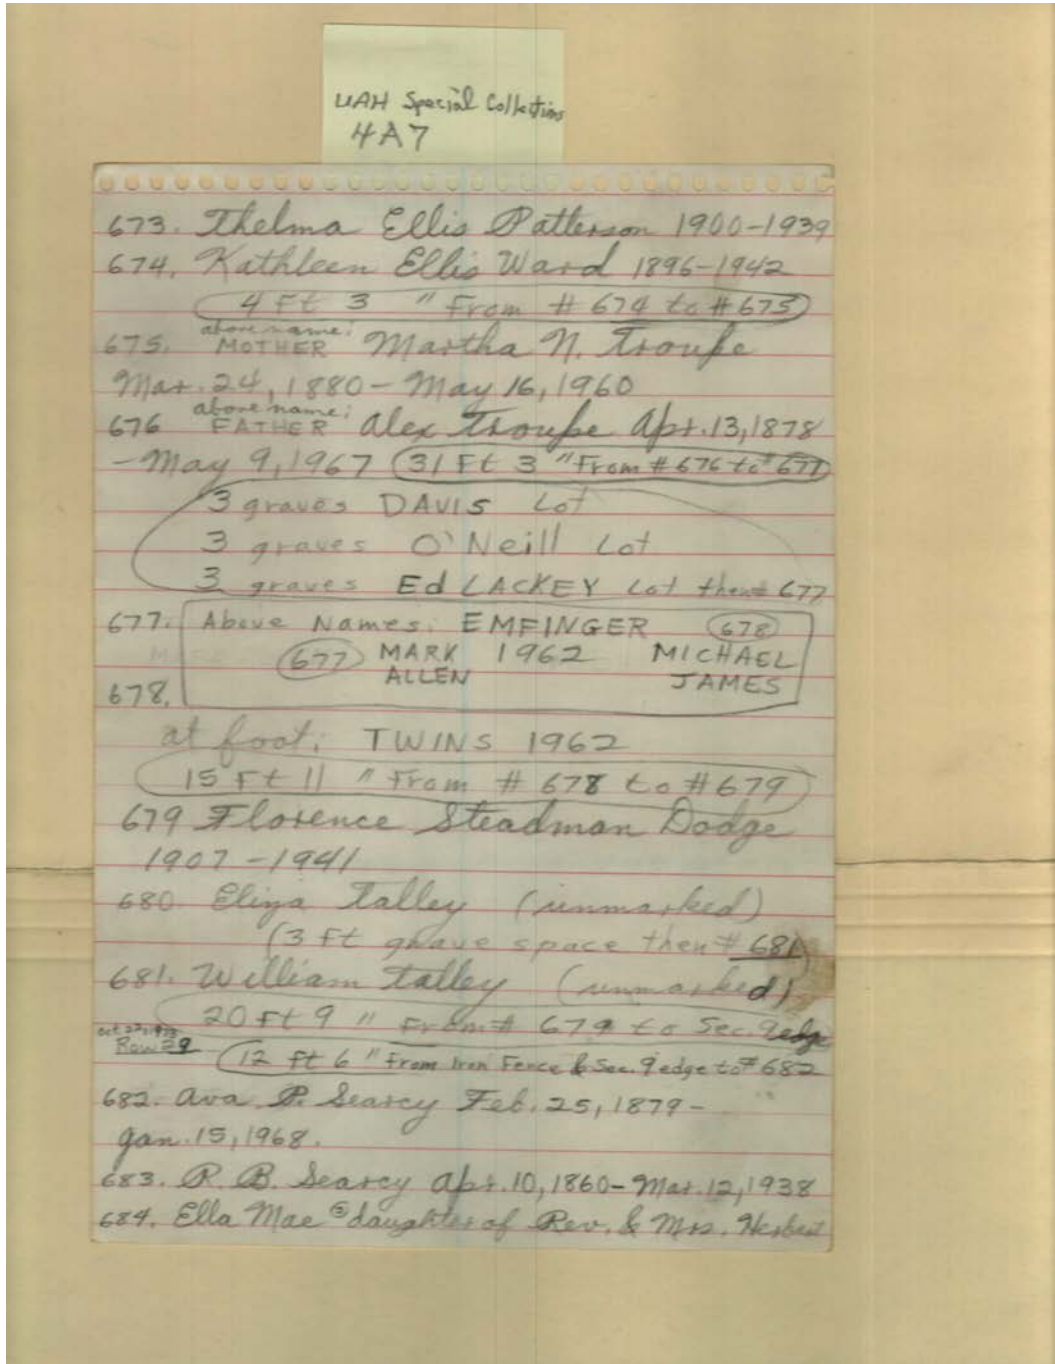 UAH Special Collections
4A7
673. Thelma Ellis Patterson 1900-1939
674. Kathleen Ellis Ward 1896-1942
4 Ft 3 " From # 674 to # 675
above name:
675. MOTHER Martha N. Troupe
Mar. 24, 1880 - May 16, 1960
above name:
676 FATHER Alex Troupe Apr. 13, 1878
- May 9, 1967 (31 Ft 3 " From # 676 to # 677
3 graves DAVIS Lot
3 graves O'Neill Lot
3 graves Ed LACKEY Lot then # 677
677. Above Names: EMFINGER 678
677 MARK 1962 MICHAEL
ALLEN JAMES
678.
at foot: TWINS 1962
15 Ft 11 " From # 678 to # 679
679 Florence Steadman Dodge
1907 - 1941
680. Eliza Talley (unmarked)
(3 ft grave space then # 681)
681. William Talley (unmarked)
20 Ft 9 " From # 679 to Sec. 9 edge
Row 29
12 ft 6 " From Iron Fence & Sec. 9 edge to # 682
682. Ava P. Searcy Feb. 25, 1879 -
Jan. 15, 1968.
683. R. B. Searcy Apr. 10, 1860 - Mar. 12, 1938
684. Ella Mae daughter of Rev. & Mrs. Herbert